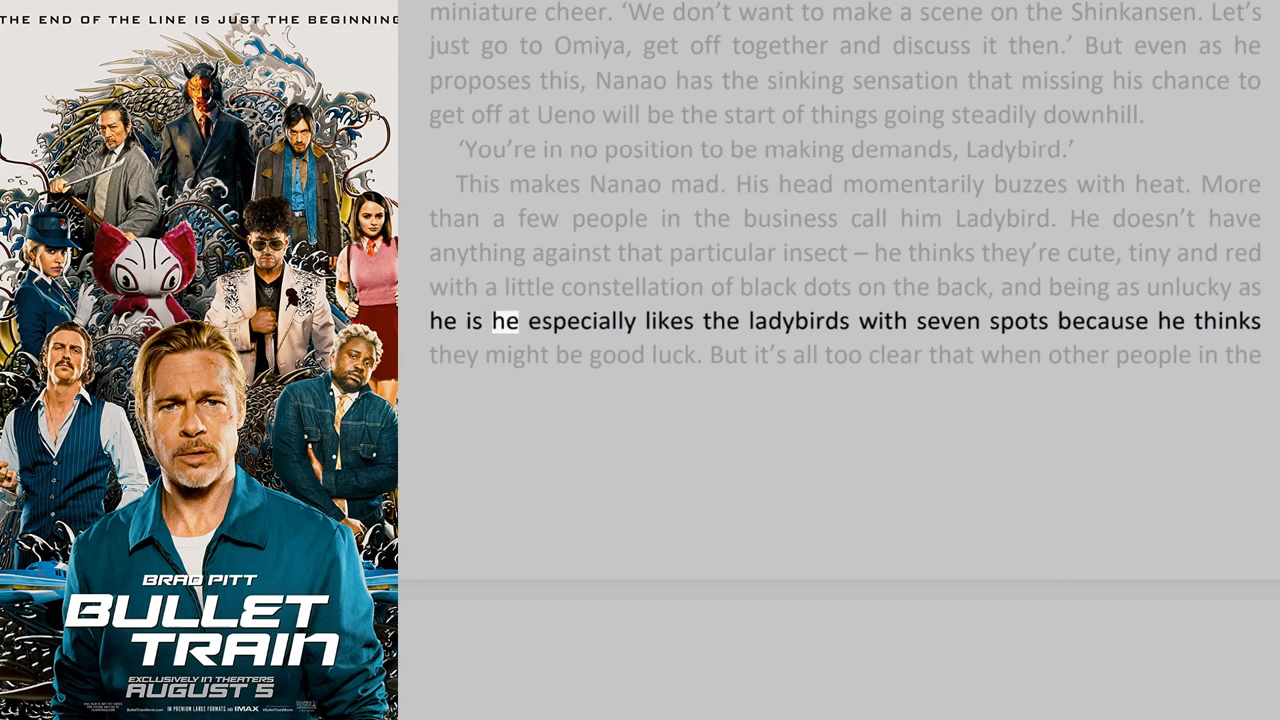 THE END OF THE LINE IS JUST THE BEGINNING
BRAD PITT
BULLET
TRAIN
EXCLUSIVELY IN THEATERS
AUGUST 5
BulletTrainMovie.com
IN PREMIUM LARGE FORMATS AND IMAX
#BulletTrainMovie
miniature cheer. ‘We don’t want to make a scene on the Shinkansen. Let’s
just go to Omiya, get off together and discuss it then.’ But even as he
proposes this, Nanao has the sinking sensation that missing his chance to
get off at Ueno will be the start of things going steadily downhill.
‘You’re in no position to be making demands, Ladybird.’
This makes Nanao mad. His head momentarily buzzes with heat. More
than a few people in the business call him Ladybird. He doesn’t have
anything against that particular insect – he thinks they’re cute, tiny and red
with a little constellation of black dots on the back, and being as unlucky as
he is he especially likes the ladybirds with seven spots because he thinks
they might be good luck. But it’s all too clear that when other people in the